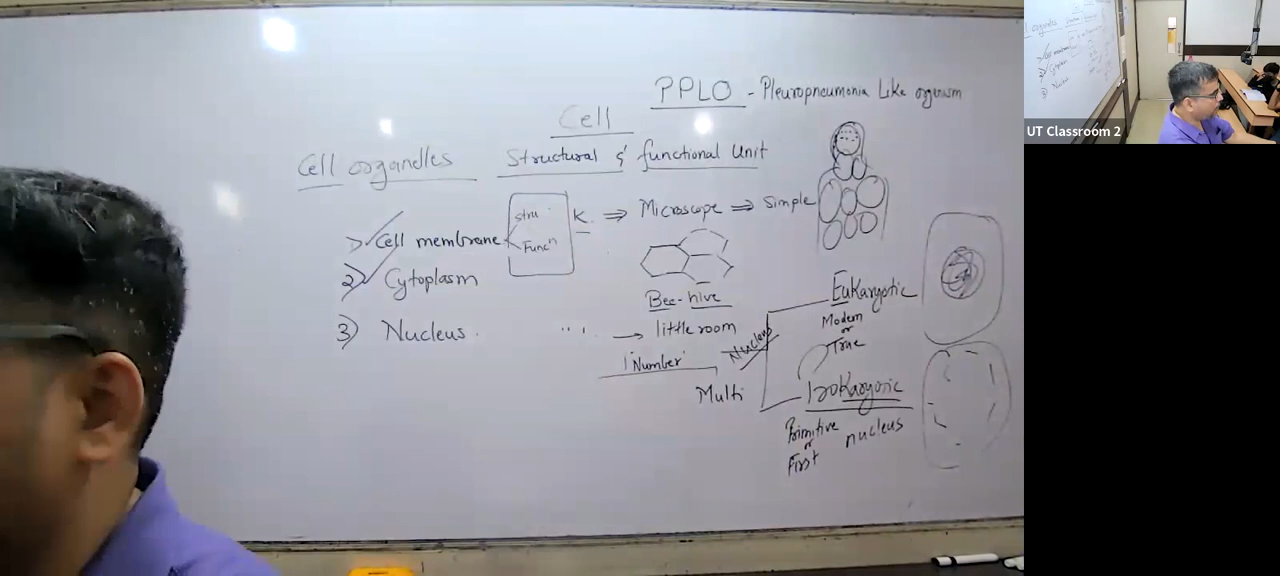 PPLO - Pleuropneumonia Like organism
Cell
Cell organelles
Structural & functional Unit
1) Cell membrane
Stru
Funcⁿ
K. ⇒ Microscope ⇒ Simple
2) Cytoplasm
3) Nucleus.
Bee-hive
→ little room
1 Number
Multi
Nucleus
Eukaryotic
Modern
or
True
Prokaryotic
Primitive
or
First
nucleus
UT Classroom 2